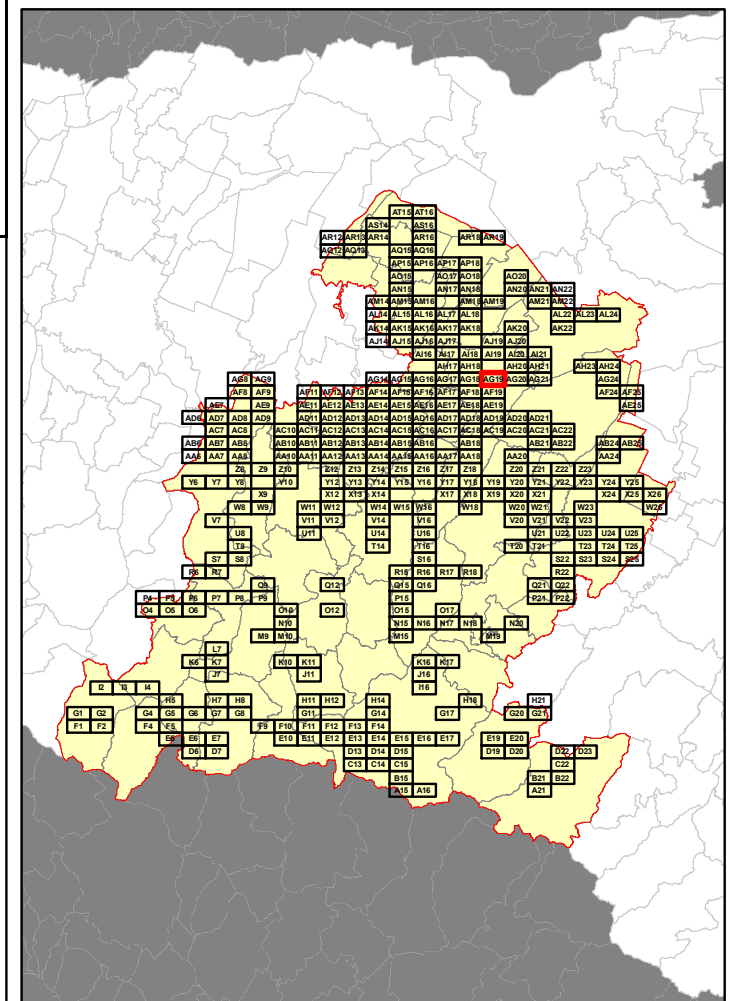 AT15 AT16
AS14 AS16
AR12 AR13 AR14 AR16 AR18 AR19
AQ12 AQ13 AQ15 AQ16
AP15 AP16 AP17 AP18
AO15 AO17 AO18 AO20
AN15 AN17 AN18 AN20 AN21 AN22
AM14 AM15 AM16 AM18 AM19 AM21 AM22
AL14 AL15 AL16 AL17 AL18 AL22 AL23 AL24
AK14 AK15 AK16 AK17 AK18 AK20 AK22
AJ14 AJ15 AJ16 AJ17 AJ19 AJ20
AI16 AI17 AI18 AI19 AI20 AI21
AH17 AH18 AH20 AH21 AH23 AH24
AG8 AG9 AG14 AG15 AG16 AG17 AG18 AG19 AG20 AG21 AG24
AF8 AF9 AF11 AF12 AF13 AF14 AF15 AF16 AF17 AF18 AF19 AF24 AF25
AE7 AE9 AE11 AE12 AE13 AE14 AE15 AE16 AE17 AE18 AE19 AE25
AD6 AD7 AD8 AD9 AD11 AD12 AD13 AD14 AD15 AD16 AD17 AD18 AD19 AD20 AD21
AC7 AC8 AC10 AC11 AC12 AC13 AC14 AC15 AC16 AC17 AC18 AC19 AC20 AC21 AC22
AB6 AB7 AB8 AB10 AB11 AB12 AB13 AB14 AB15 AB16 AB18 AB21 AB22 AB24 AB25
AA6 AA7 AA8 AA10 AA11 AA12 AA13 AA14 AA15 AA16 AA17 AA18 AA20 AA24
Z8 Z9 Z10 Z12 Z13 Z14 Z15 Z16 Z17 Z18 Z20 Z21 Z22 Z23
Y6 Y7 Y8 Y10 Y12 Y13 Y14 Y15 Y16 Y17 Y18 Y19 Y20 Y21 Y22 Y23 Y24 Y25
X9 X12 X13 X14 X17 X18 X19 X20 X21 X24 X25 X26
W8 W9 W11 W12 W14 W15 W16 W18 W20 W21 W23 W26
V7 V11 V12 V14 V16 V20 V21 V22 V23
U8 U11 U14 U16 U21 U22 U23 U24 U25
T8 T14 T16 T20 T21 T23 T24 T25
S7 S8 S16 S22 S23 S24 S25
R6 R7 R15 R16 R17 R18 R22
Q9 Q12 Q15 Q16 Q21 Q22
P4 P5 P6 P7 P8 P9 P15 P21 P22
O4 O5 O6 O10 O12 O15 O17
N10 N15 N16 N17 N18 N20
M9 M10 M15 M19
L7
K6 K7 K10 K11 K16 K17
J7 J11 J16
I2 I3 I4 I16
H5 H7 H8 H11 H12 H14 H18 H21
G1 G2 G4 G5 G6 G7 G8 G11 G14 G17 G20 G21
F1 F2 F4 F5 F9 F10 F11 F12 F13 F14
E5 E6 E7 E10 E11 E12 E13 E14 E15 E16 E17 E19 E20
D6 D7 D13 D14 D15 D19 D20 D22 D23
C13 C14 C15 C22
B15 B21 B22
A15 A16 A21